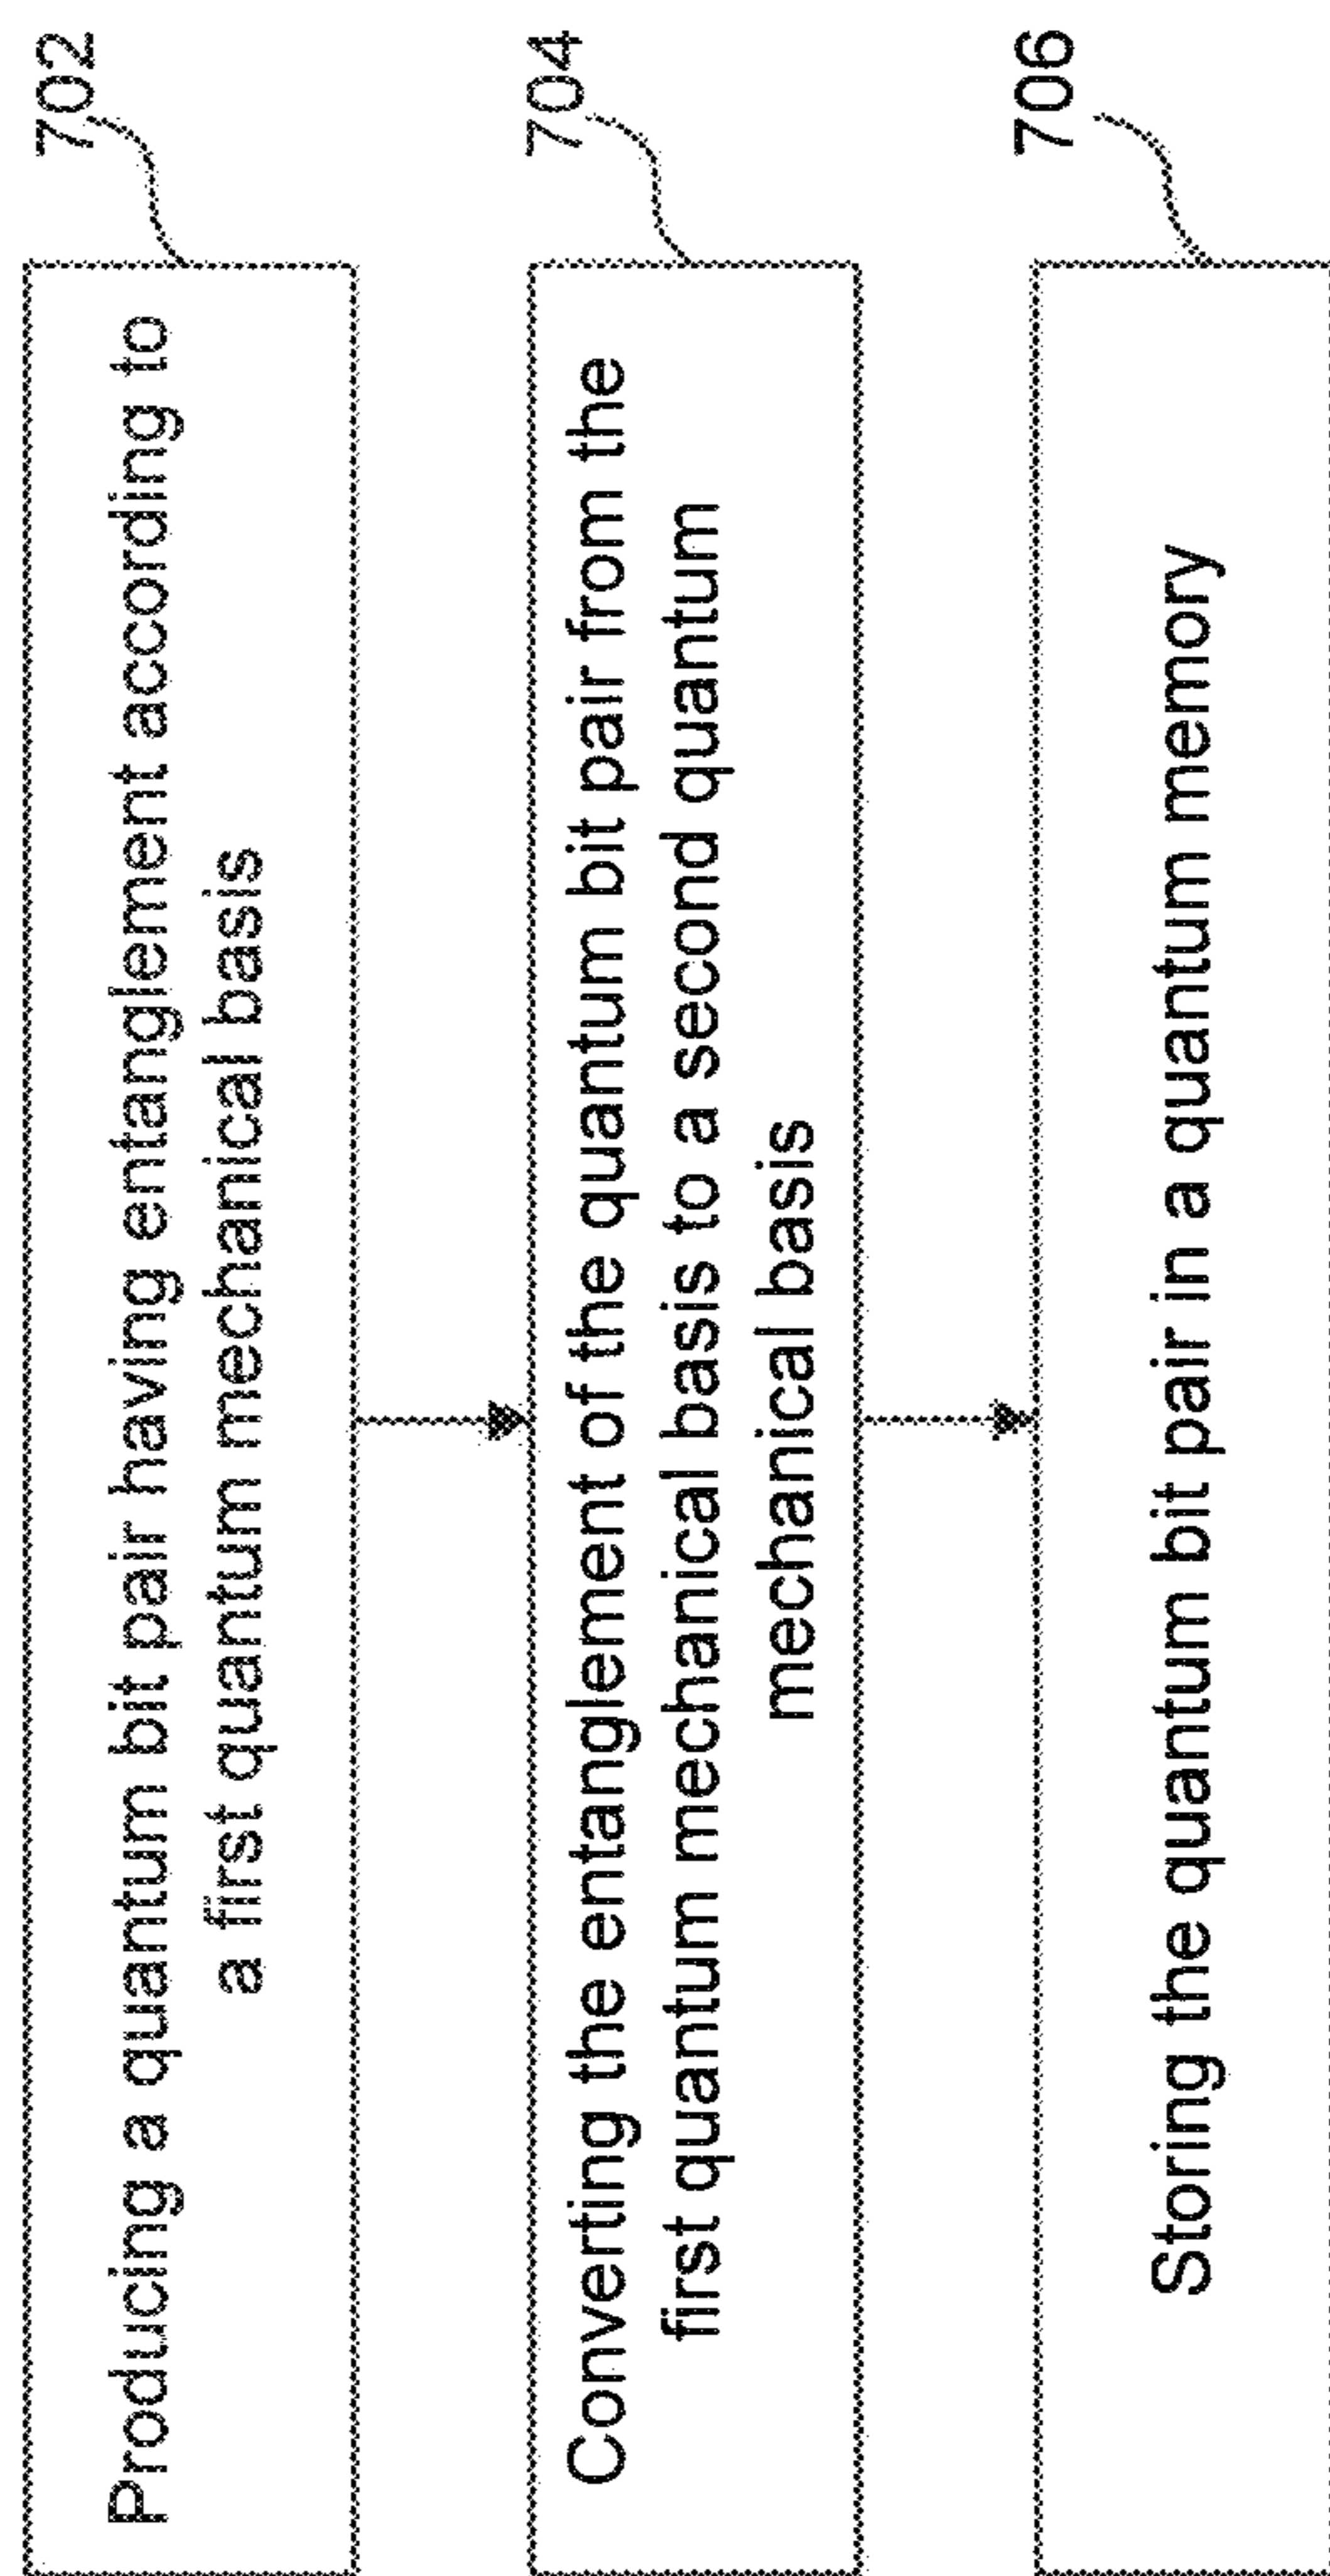 702
Producing a quantum bit pair having entanglement according to
a first quantum mechanical basis
704
Converting the entanglement of the quantum bit pair from the
first quantum mechanical basis to a second quantum
mechanical basis
706
Storing the quantum bit pair in a quantum memory